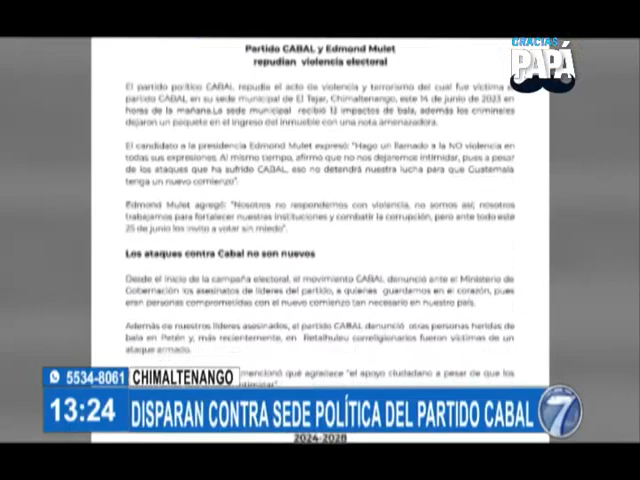 GRACIAS
PAPÁ
Partido CABAL y Edmond Mulet
repudian violencia electoral
El partido político CABAL repudia el acto de violencia y terrorismo del cual fue víctima e
partido CABAL en su sede municipal de El Tejar, Chimaltenango, este 14 de junio de 2023 en
horas de la mañana.La sede municipal recibió 12 impactos de bala, además los criminales
dejaron un paquete en el ingreso del inmueble con una nota amenazadora.
El candidato a la presidencia Edmond Mulet expresó: "Hago un llamado a la NO violencia en
todas sus expresiones. Al mismo tiempo, afirmo que no nos dejaremos intimidar, pues a pesar
de los ataques que ha sufrido CABAL, eso no detendrá nuestra lucha para que Guatemala
tenga un nuevo comienzo".
Edmond Mulet agregó: "Nosotros no respondemos con violencia, no somos así, nosotros
trabajamos para fortalecer nuestras instituciones y combatir la corrupción, pero ante todo este
25 de junio los invito a votar sin miedo".
Los ataques contra Cabal no son nuevos
Desde el inicio de la campaña electoral, el movimiento CABAL denunció ante el Ministerio de
Gobernación los asesinatos de líderes del partido, a quienes guardamos en el corazón, pues
eran personas comprometidas con el nuevo comienzo tan necesario en nuestro país.
Además de nuestros líderes asesinados, el partido CABAL denunció otras personas heridas de
bala en Petén y, más recientemente, en Retalhuleu correligionarios fueron víctimas de un
ataque armado.
mencionó que agradece "el apoyo ciudadano a pesar de que los
5534-8061 CHIMALTENANGO
13:24 DISPARAN CONTRA SEDE POLÍTICA DEL PARTIDO CABAL 7
2024-2028